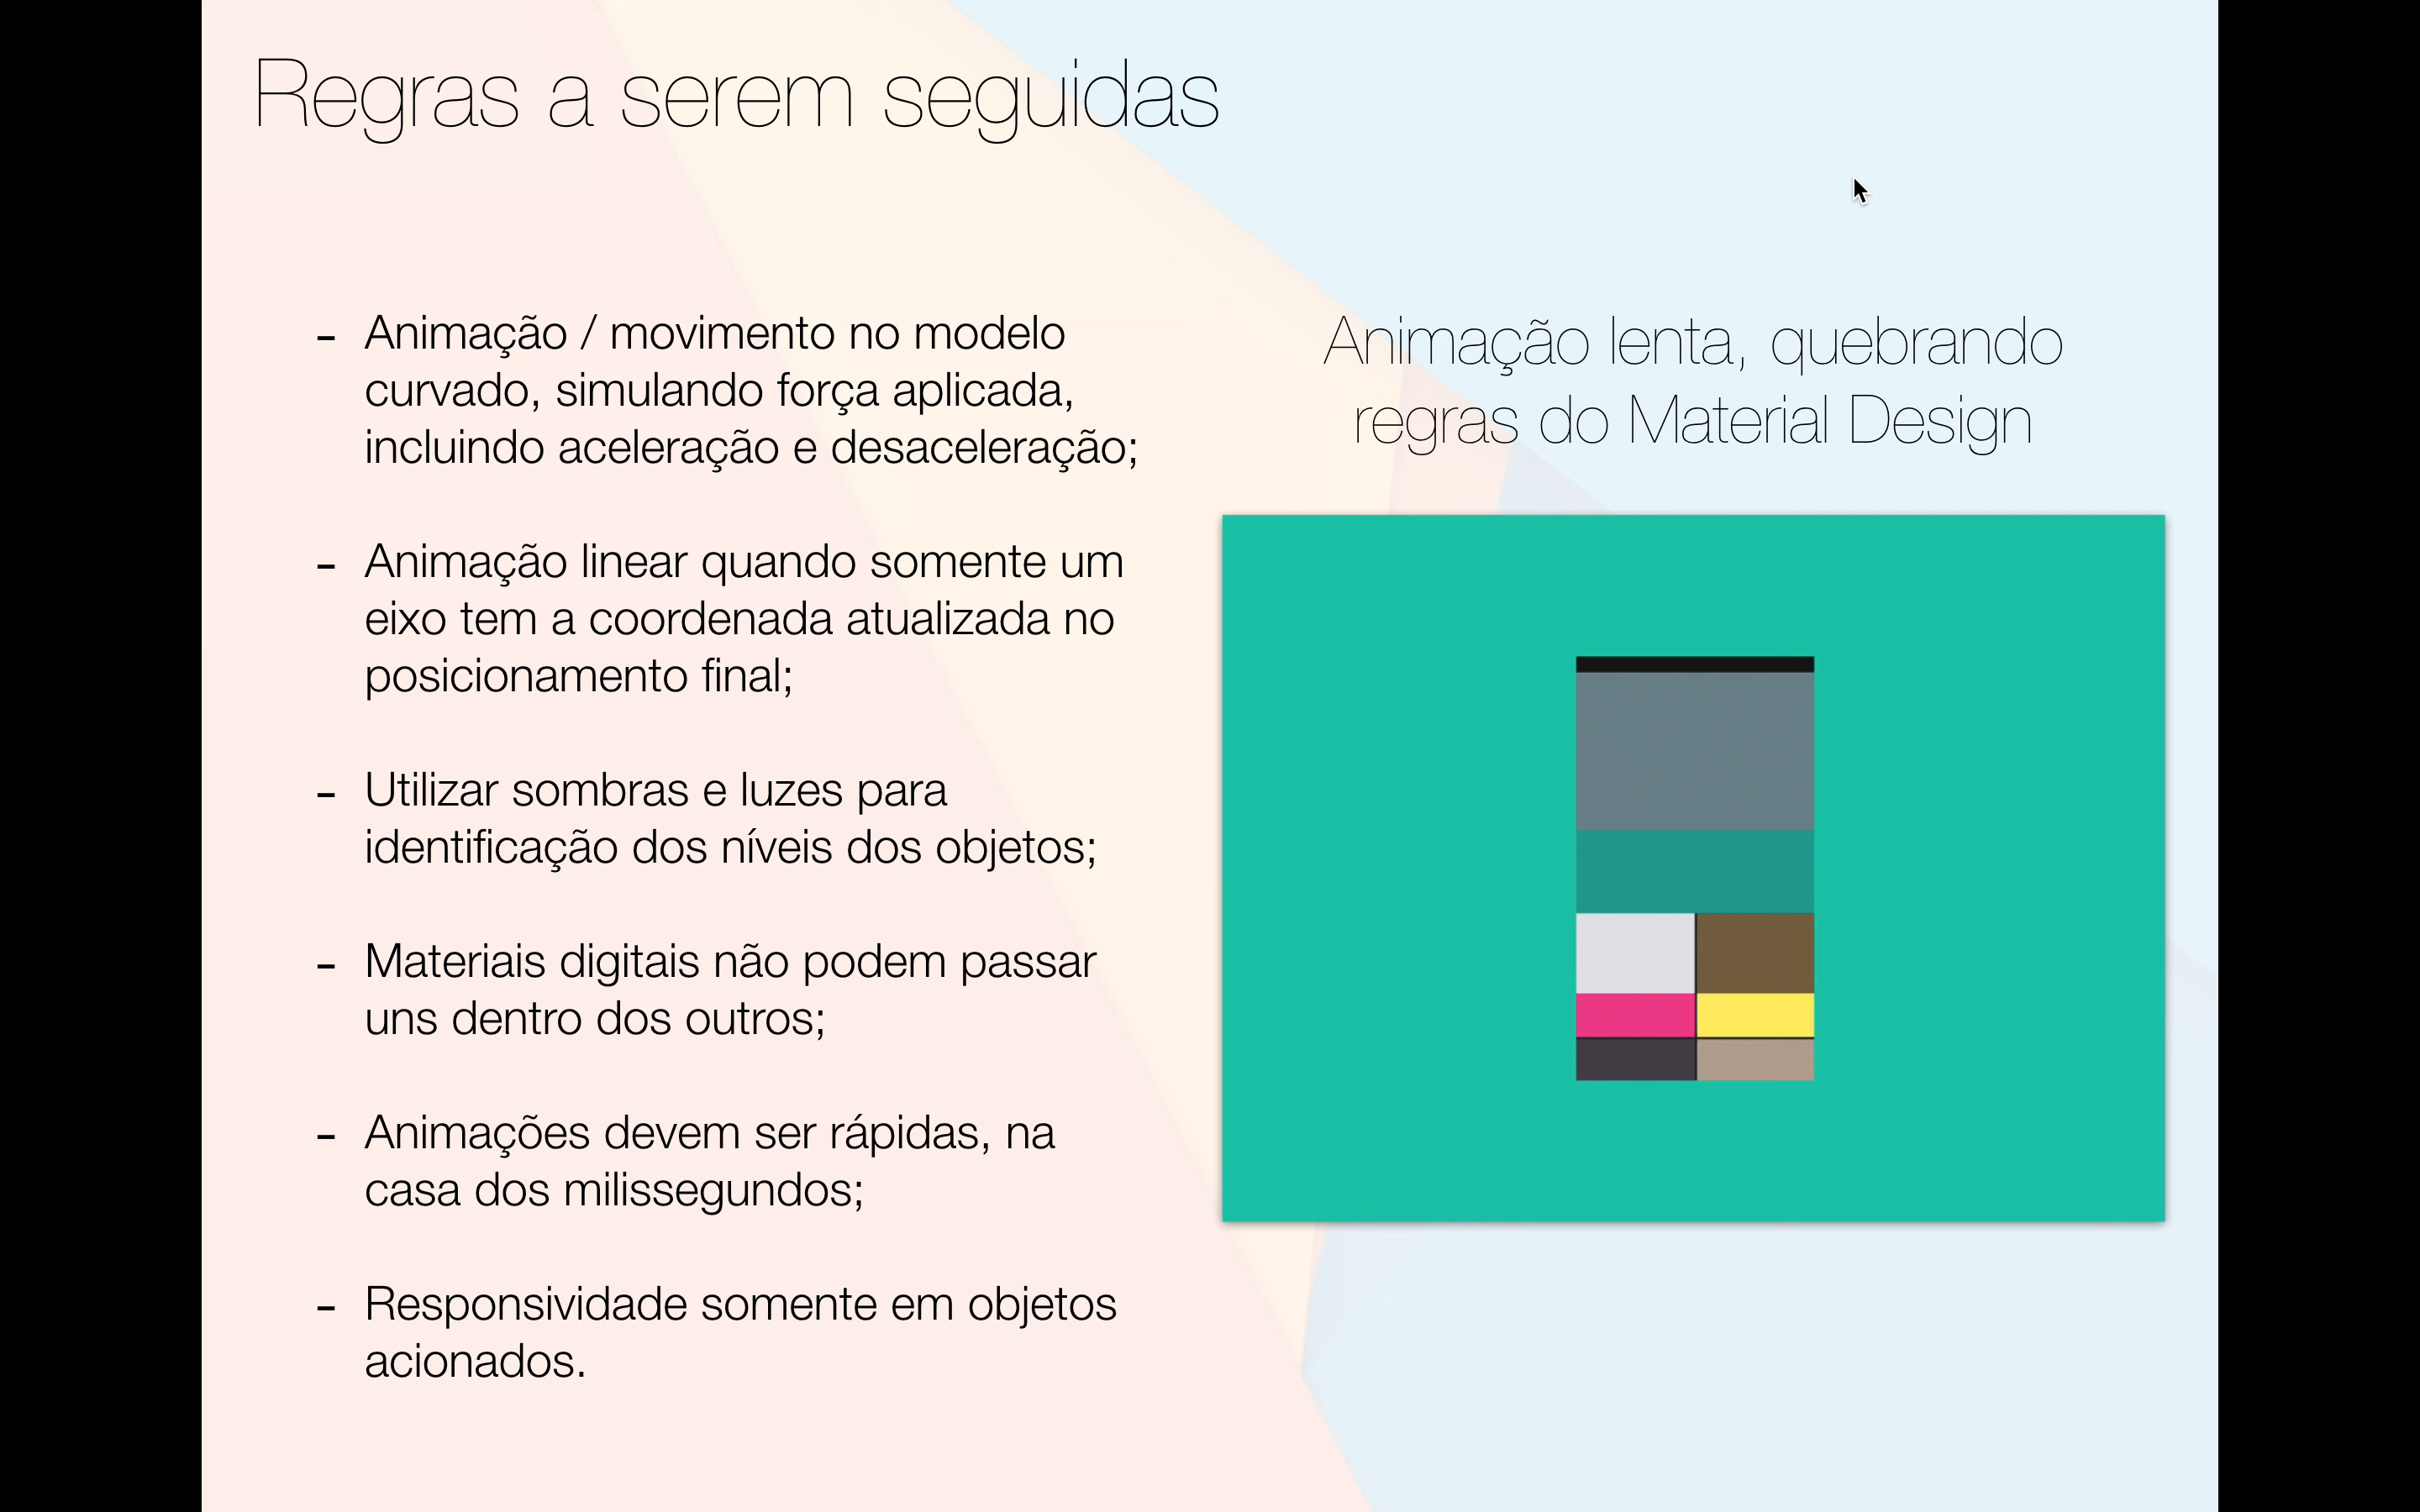 Regras a serem seguidas
- Animação / movimento no modelo
curvado, simulando força aplicada,
incluindo aceleração e desaceleração;
- Animação linear quando somente um
eixo tem a coordenada atualizada no
posicionamento final;
- Utilizar sombras e luzes para
identificação dos níveis dos objetos;
- Materiais digitais não podem passar
uns dentro dos outros;
- Animações devem ser rápidas, na
casa dos milissegundos;
- Responsividade somente em objetos
acionados.
Animação lenta, quebrando
regras do Material Design